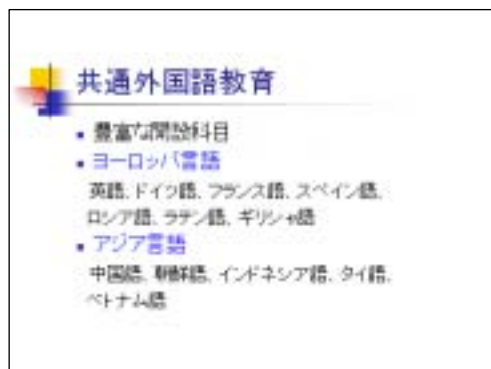 共通外国語教育
豊富な開設科目
ヨーロッパ言語
英語、ドイツ語、フランス語、スペイン語、
ロシア語、ラテン語、ギリシャ語
アジア言語
中国語、朝鮮語、インドネシア語、タイ語、
ベトナム語